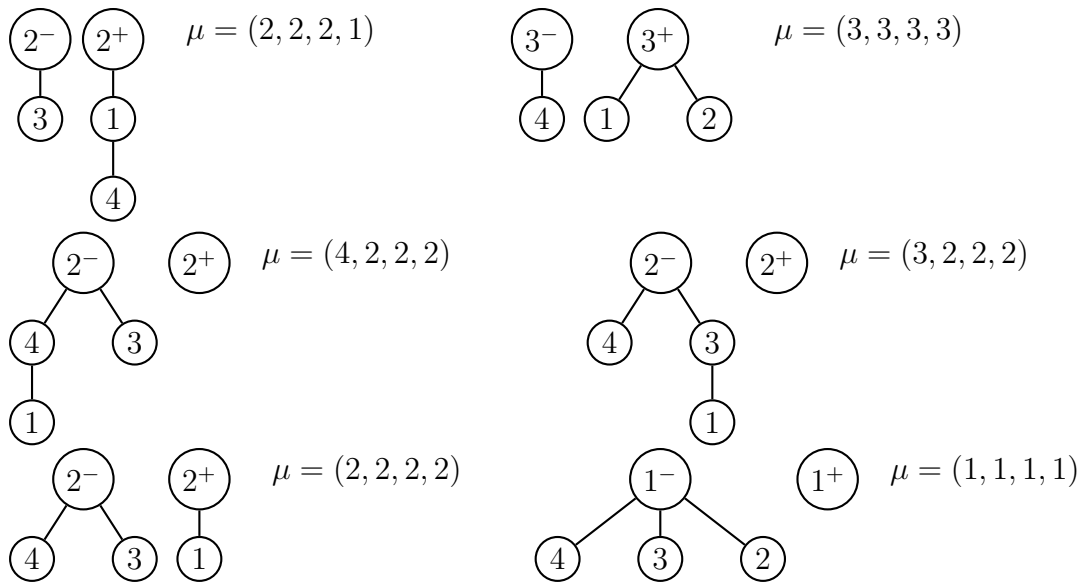 2⁻ 2⁺ μ = (2, 2, 2, 1) 3⁻ 3⁺ μ = (3, 3, 3, 3)
3 1 4 1 2
4
2⁻ 2⁺ μ = (4, 2, 2, 2) 2⁻ 2⁺ μ = (3, 2, 2, 2)
4 3 4 3
1 1
2⁻ 2⁺ μ = (2, 2, 2, 2) 1⁻ 1⁺ μ = (1, 1, 1, 1)
4 3 1 4 3 2